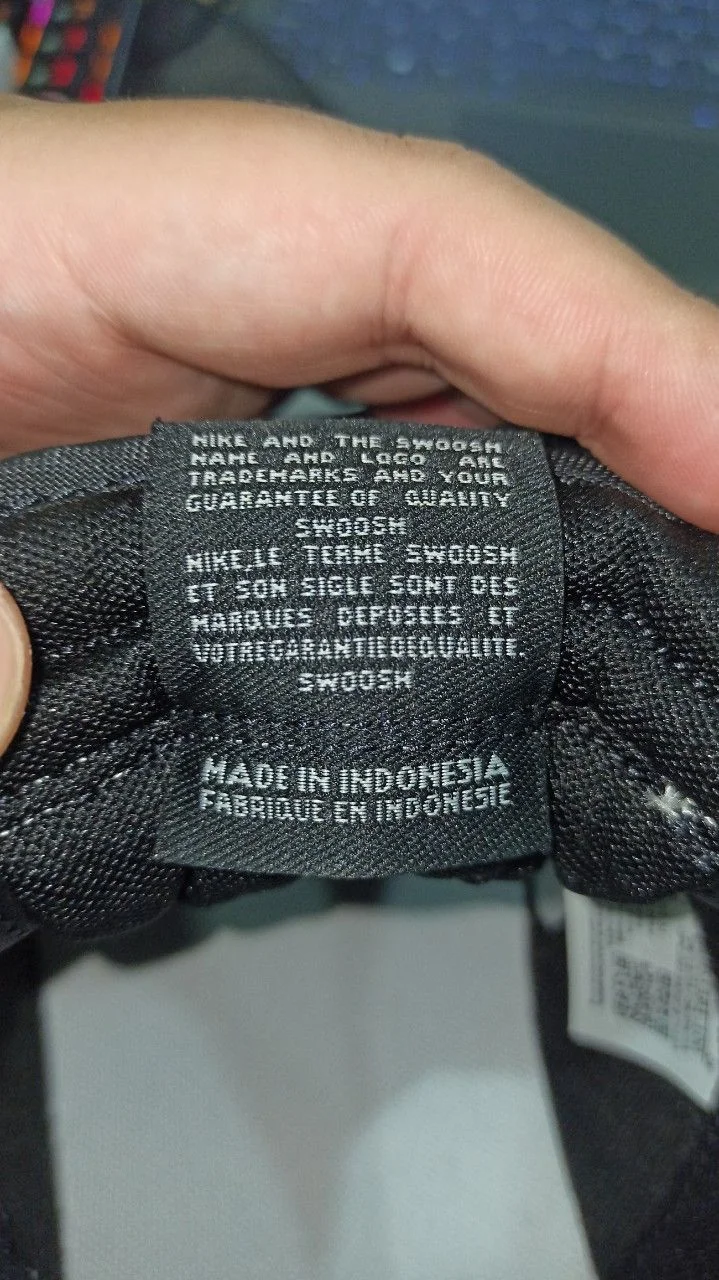 NIKE AND THE SWOOSH
NAME AND LOGO ARE
TRADEMARKS AND YOUR
GUARANTEE OF QUALITY
SWOOSH
NIKE,LE TERME SWOOSH
ET SON SIGLE SONT DES
MARQUES DEPOSEES ET
VOTREGARANTIEDEQUALITE.
SWOOSH
MADE IN INDONESIA
FABRIQUE EN INDONESIE